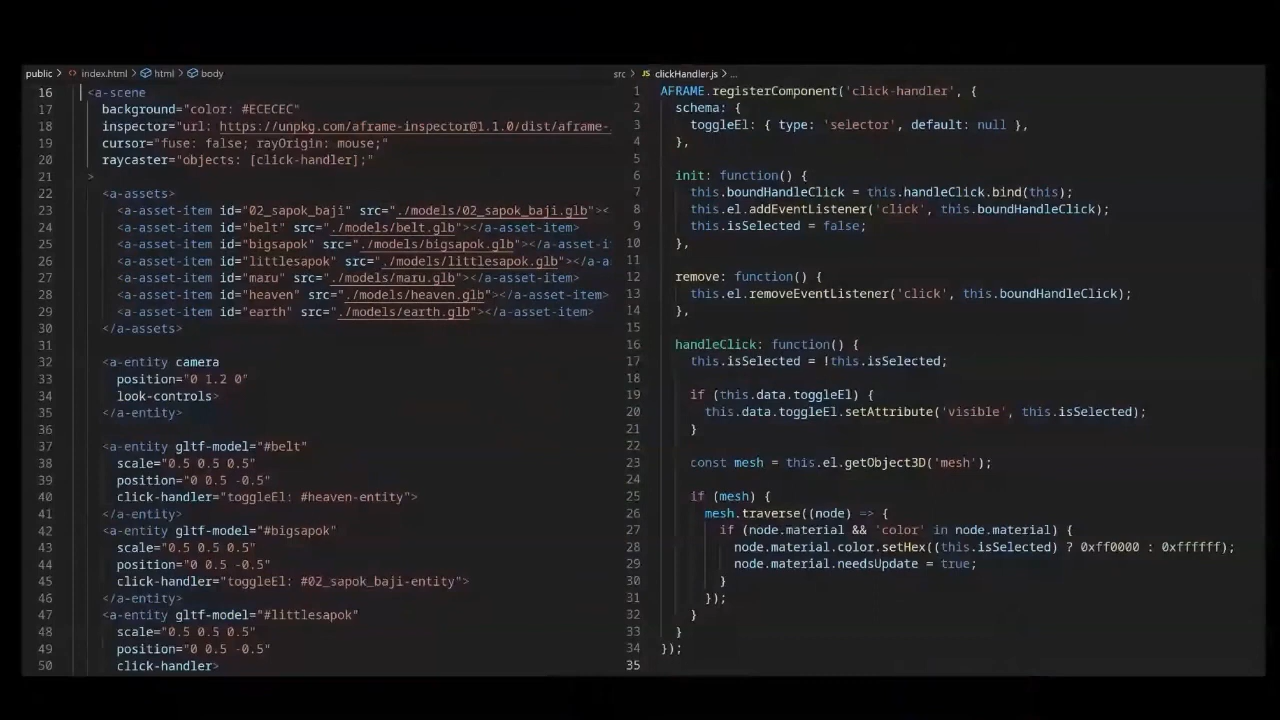 public > index.html > html > body
16 <a-scene
17 background="color: #ECECEC"
18 inspector="url: https://unpkg.com/aframe-inspector@1.1.0/dist/aframe-
19 cursor="fuse: false; rayOrigin: mouse;"
20 raycaster="objects: [click-handler];"
21 >
22 <a-assets>
23 <a-asset-item id="02_sapok_baji" src="./models/02_sapok_baji.glb"><
24 <a-asset-item id="belt" src="./models/belt.glb"></a-asset-item>
25 <a-asset-item id="bigsapok" src="./models/bigsapok.glb"></a-asset-i
26 <a-asset-item id="littlesapok" src="./models/littlesapok.glb"></a-a
27 <a-asset-item id="maru" src="./models/maru.glb"></a-asset-item>
28 <a-asset-item id="heaven" src="./models/heaven.glb"></a-asset-item>
29 <a-asset-item id="earth" src="./models/earth.glb"></a-asset-item>
30 </a-assets>
31
32 <a-entity camera
33 position="0 1.2 0"
34 look-controls>
35 </a-entity>
36
37 <a-entity gltf-model="#belt"
38 scale="0.5 0.5 0.5"
39 position="0 0.5 -0.5"
40 click-handler="toggleEl: #heaven-entity">
41 </a-entity>
42 <a-entity gltf-model="#bigsapok"
43 scale="0.5 0.5 0.5"
44 position="0 0.5 -0.5"
45 click-handler="toggleEl: #02_sapok_baji-entity">
46 </a-entity>
47 <a-entity gltf-model="#littlesapok"
48 scale="0.5 0.5 0.5"
49 position="0 0.5 -0.5"
50 click-handler>
src > JS clickHandler.js > ...
1 AFRAME.registerComponent('click-handler', {
2 schema: {
3 toggleEl: { type: 'selector', default: null },
4 },
5
6 init: function() {
7 this.boundHandleClick = this.handleClick.bind(this);
8 this.el.addEventListener('click', this.boundHandleClick);
9 this.isSelected = false;
10 },
11
12 remove: function() {
13 this.el.removeEventListener('click', this.boundHandleClick);
14 },
15
16 handleClick: function() {
17 this.isSelected = !this.isSelected;
18
19 if (this.data.toggleEl) {
20 this.data.toggleEl.setAttribute('visible', this.isSelected);
21 }
22
23 const mesh = this.el.getObject3D('mesh');
24
25 if (mesh) {
26 mesh.traverse((node) => {
27 if (node.material && 'color' in node.material) {
28 node.material.color.setHex((this.isSelected) ? 0xff0000 : 0xffffff);
29 node.material.needsUpdate = true;
30 }
31 });
32 }
33 }
34 });
35